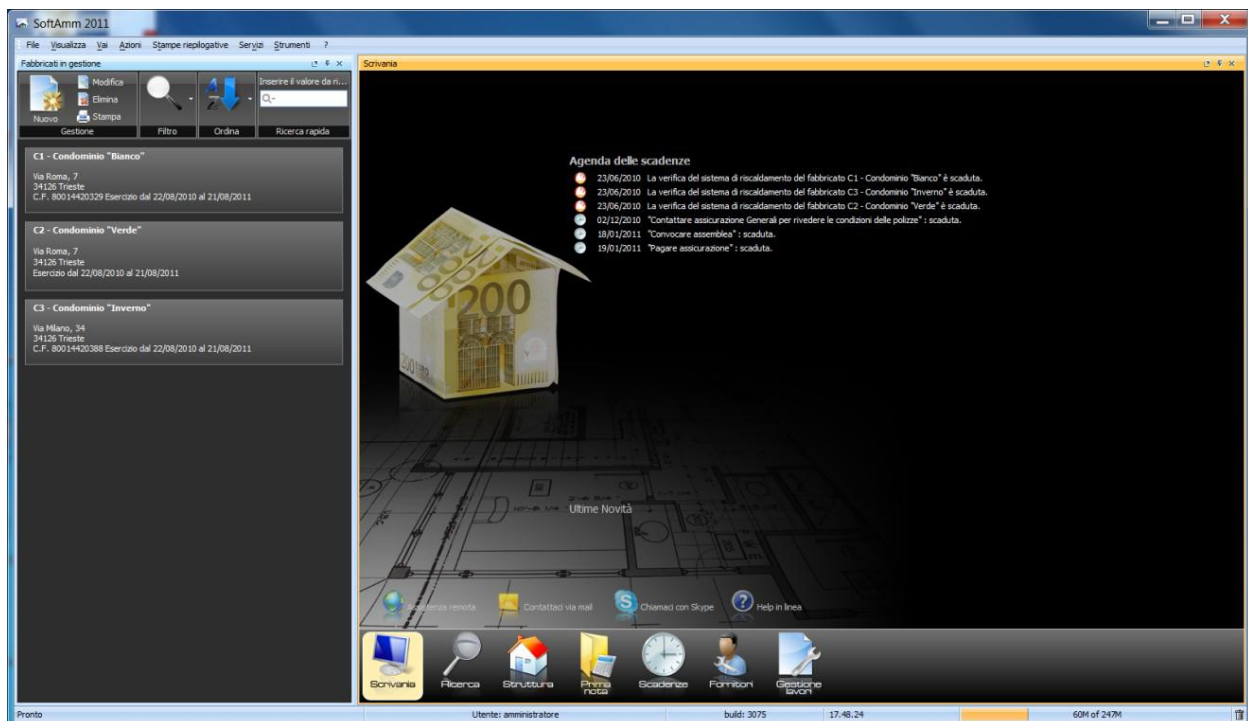 SoftAmm 2011
File Visualizza Vai Azioni Stampe riepilogative Servizi Strumenti ?
Fabbricati in gestione
Nuovo
Modifica
Elimina
Stampa
Gestione
Filtro
Ordina
Inserire il valore da ri...
Ricerca rapida
C1 - Condominio "Bianco"
Via Roma, 7
34126 Trieste
C.F. 80014420329 Esercizio dal 22/08/2010 al 21/08/2011
C2 - Condominio "Verde"
Via Roma, 7
34126 Trieste
Esercizio dal 22/08/2010 al 21/08/2011
C3 - Condominio "Inverno"
Via Milano, 34
34126 Trieste
C.F. 80014420388 Esercizio dal 22/08/2010 al 21/08/2011
Scrivania
Agenda delle scadenze
23/06/2010 La verifica del sistema di riscaldamento del fabbricato C1 - Condominio "Bianco" è scaduta.
23/06/2010 La verifica del sistema di riscaldamento del fabbricato C3 - Condominio "Inverno" è scaduta.
23/06/2010 La verifica del sistema di riscaldamento del fabbricato C2 - Condominio "Verde" è scaduta.
02/12/2010 "Contattare assicurazione Generali per rivedere le condizioni delle polizze" : scaduta.
18/01/2011 "Convocare assemblea" : scaduta.
19/01/2011 "Pagare assicurazione" : scaduta.
200
200 EURO
Ultime Novità
Assistenza remota
Contattaci via mail
Chiamaci con Skype
Help in linea
Scrivania
Ricerca
Struttura
Prima nota
Scadenze
Fornitori
Gestione lavori
Pronto
Utente: amministratore
build: 3075
17.48.24
60M of 247M